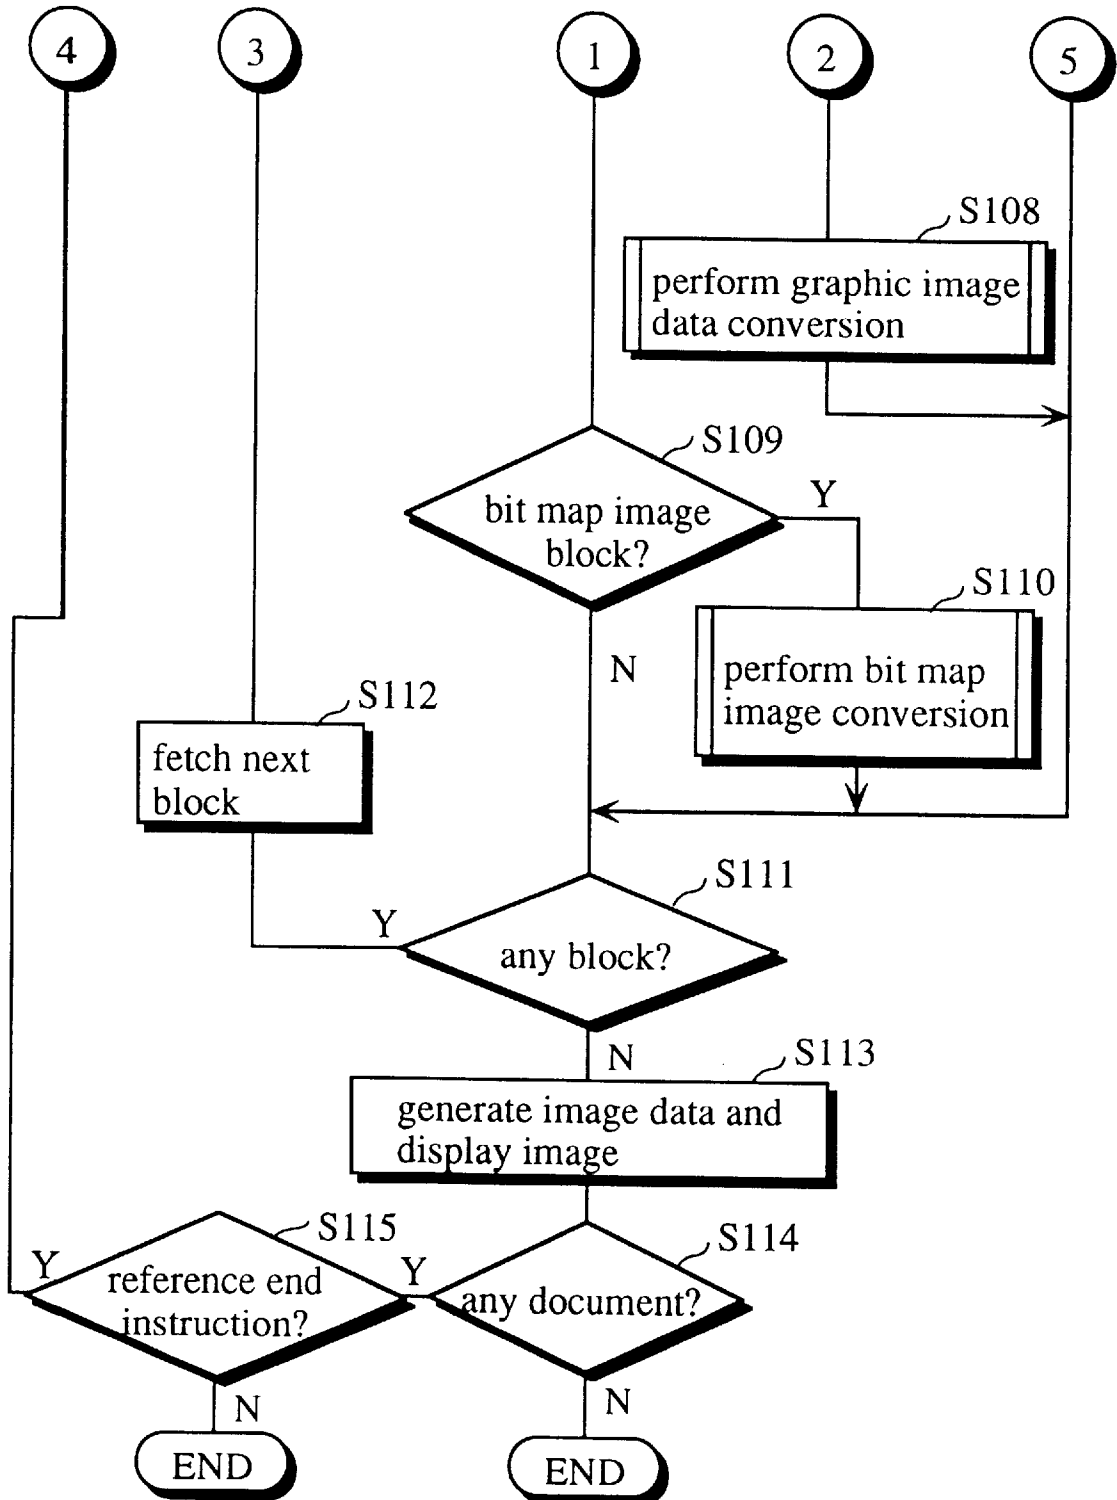 4
3
1
2
5
S108
perform graphic image
data conversion
S109
bit map image
block?
Y
S110
perform bit map
image conversion
N
S112
fetch next
block
S111
any block?
Y
N
S113
generate image data and
display image
S114
any document?
Y
S115
reference end
instruction?
Y
N
END
N
END